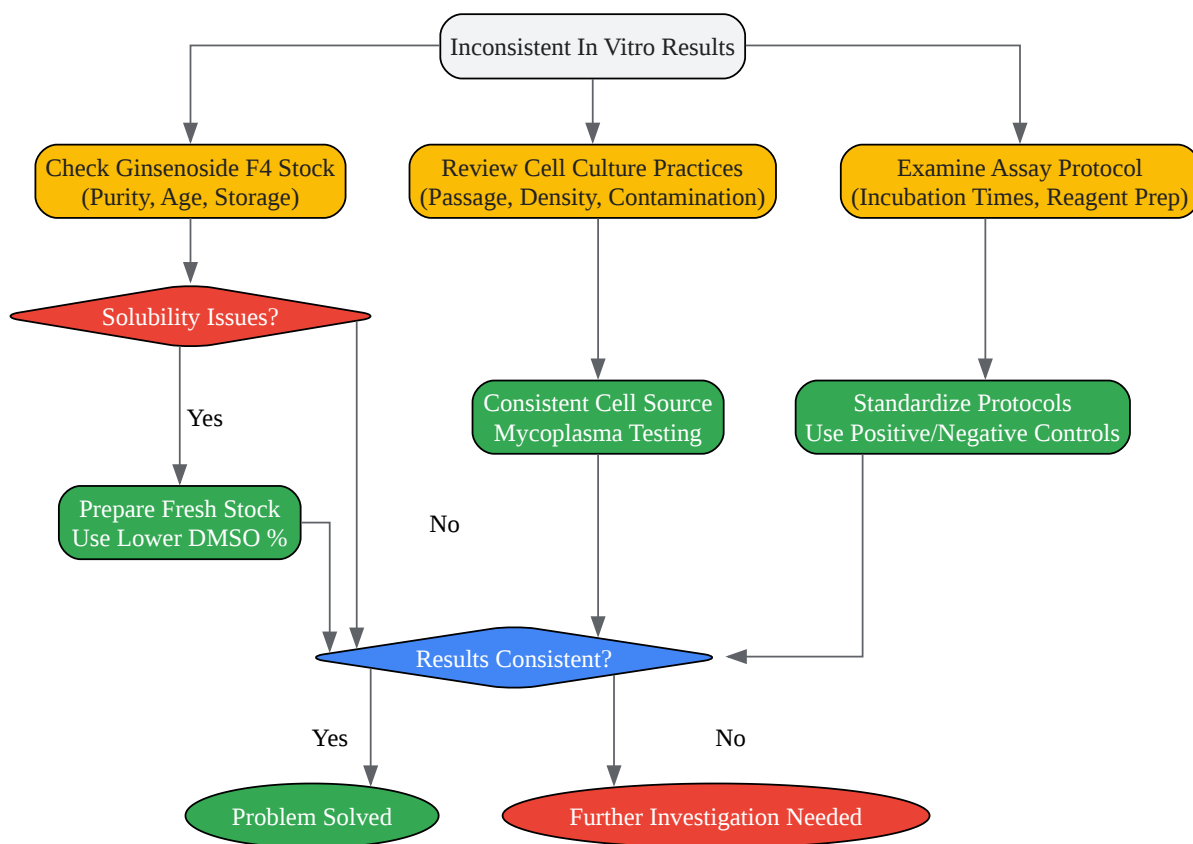 Inconsistent In Vitro Results
Check Ginsenoside F4 Stock
(Purity, Age, Storage)
Review Cell Culture Practices
(Passage, Density, Contamination)
Examine Assay Protocol
(Incubation Times, Reagent Prep)
Solubility Issues?
Yes
Consistent Cell Source
Mycoplasma Testing
Standardize Protocols
Use Positive/Negative Controls
Prepare Fresh Stock
Use Lower DMSO %
No
Results Consistent?
Yes
No
Problem Solved
Further Investigation Needed